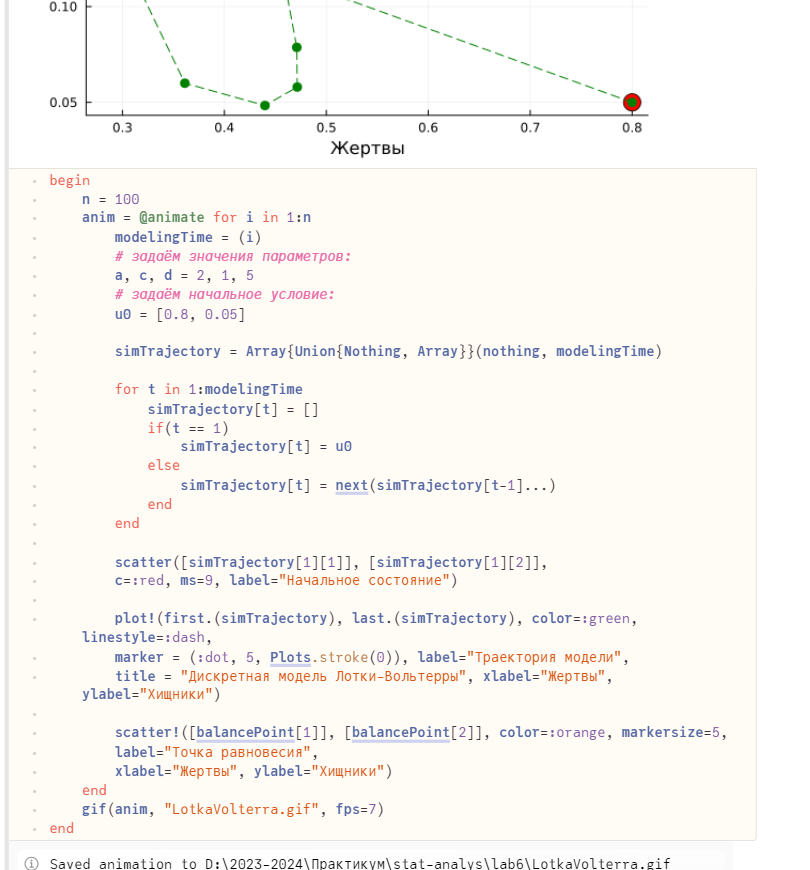 0.10
0.05
0.3 0.4 0.5 0.6 0.7 0.8
Жертвы
begin
    n = 100
    anim = @animate for i in 1:n
        modelingTime = (i)
        # задаём значения параметров:
        a, c, d = 2, 1, 5
        # задаём начальное условие:
        u0 = [0.8, 0.05]
        simTrajectory = Array{Union{Nothing, Array}}(nothing, modelingTime)
        for t in 1:modelingTime
            simTrajectory[t] = []
            if(t == 1)
                simTrajectory[t] = u0
            else
                simTrajectory[t] = next(simTrajectory[t-1]...)
            end
        end
        scatter([simTrajectory[1][1]], [simTrajectory[1][2]],
        c=:red, ms=9, label="Начальное состояние")
        plot!(first.(simTrajectory), last.(simTrajectory), color=:green,
    linestyle=:dash,
        marker = (:dot, 5, Plots.stroke(0)), label="Траектория модели",
        title = "Дискретная модель Лотки-Вольтерры", xlabel="Жертвы",
    ylabel="Хищники")
        scatter!([balancePoint[1]], [balancePoint[2]], color=:orange, markersize=5,
        label="Точка равновесия",
        xlabel="Жертвы", ylabel="Хищники")
    end
    gif(anim, "LotkaVolterra.gif", fps=7)
end
Saved animation to D:\2023-2024\Практикум\stat-analys\lab6\LotkaVolterra.gif